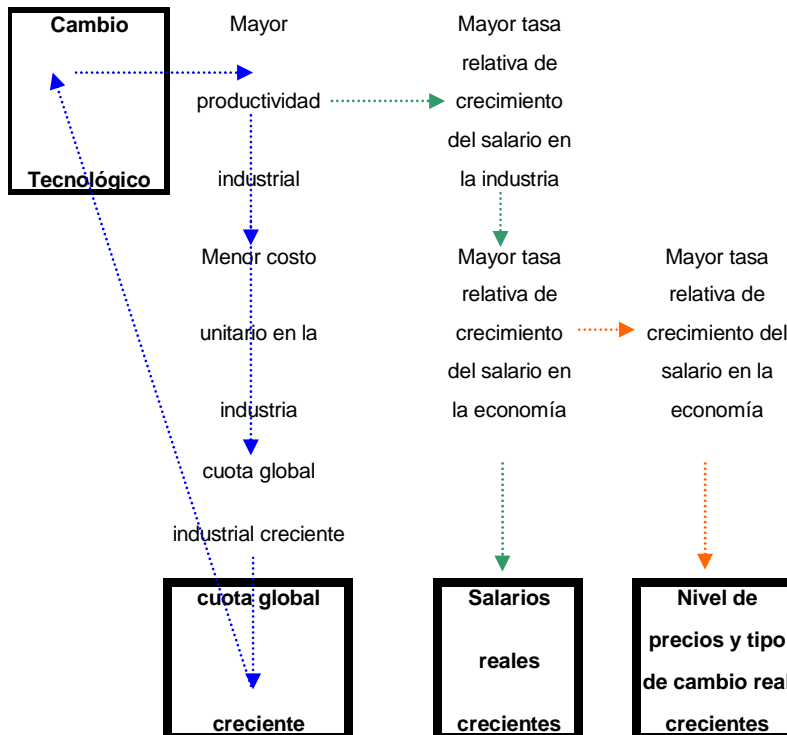 Cambio
Tecnológico
Mayor
productividad
industrial
Mayor tasa
relativa de
crecimiento
del salario en
la industria
Menor costo
unitario en la
industria
Mayor tasa
relativa de
crecimiento
del salario en
la economía
Mayor tasa
relativa de
crecimiento del
salario en la
economía
cuota global
industrial creciente
cuota global
creciente
Salarios
reales
crecientes
Nivel de
precios y tipo
de cambio real
crecientes